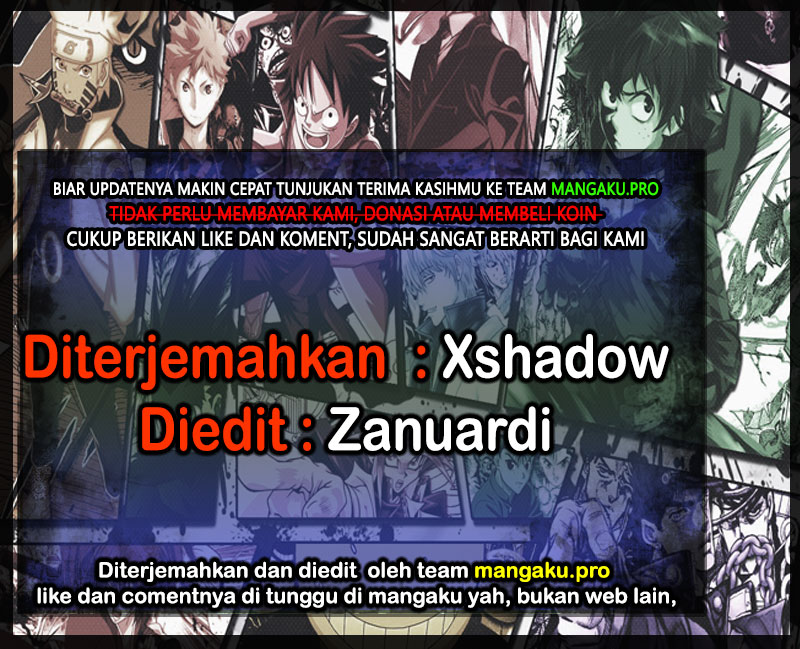 BIAR UPDATENYA MAKIN CEPAT TUNJUKAN TERIMA KASIHMU KE TEAM MANGAKU.PRO
TIDAK PERLU MEMBAYAR KAMI, DONASI ATAU MEMBELI KOIN
CUKUP BERIKAN LIKE DAN KOMENT, SUDAH SANGAT BERARTI BAGI KAMI
Diterjemahkan : Xshadow
Diedit : Zanuardi
Diterjemahkan dan diedit oleh team mangaku.pro
like dan comentnya di tunggu di mangaku yah, bukan web lain,